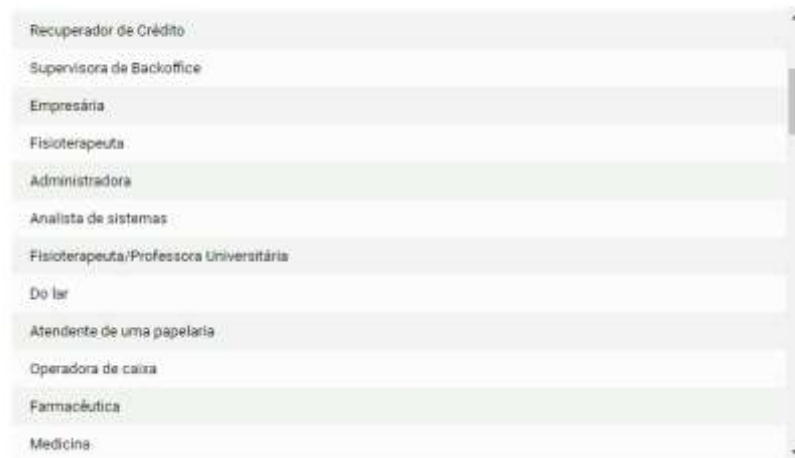 Recuperador de Crédito
Supervisora de Backoffice
Empresária
Fisioterapeuta
Administradora
Analista de sistemas
Fisioterapeuta/Professora Universitária
Do lar
Atendente de uma papelaria
Operadora de caixa
Farmacêutica
Medicina